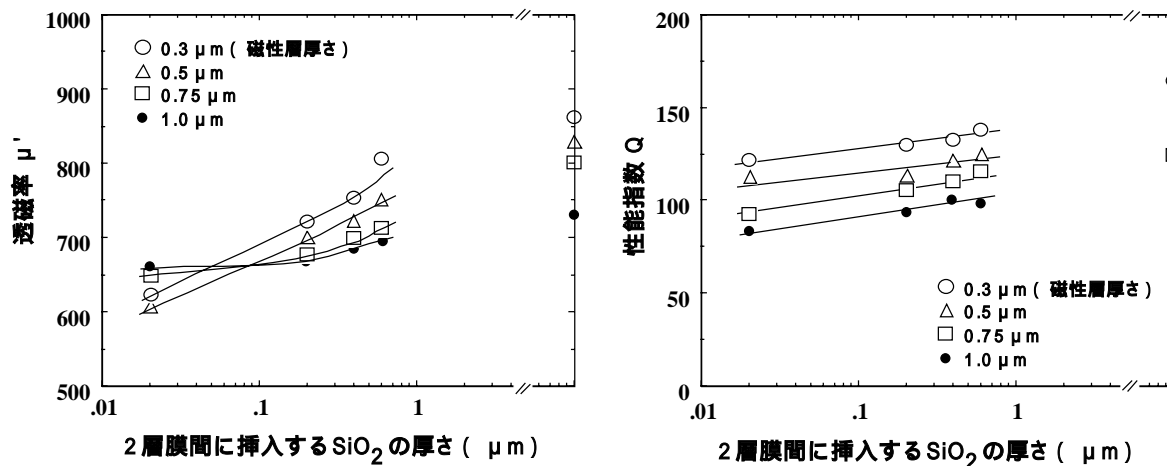 1000
900
800
700
600
500
透磁率 μ'
○ 0.3 μm ( 磁性層厚さ )
△ 0.5 μm
□ 0.75 μm
● 1.0 μm
.01
.1
1
2層膜間に挿入するSiO2の厚さ ( μm )
200
150
100
50
0
性能指数 Q
○ 0.3 μm ( 磁性層厚さ )
△ 0.5 μm
□ 0.75 μm
● 1.0 μm
.01
.1
1
2層膜間に挿入するSiO2の厚さ ( μm )